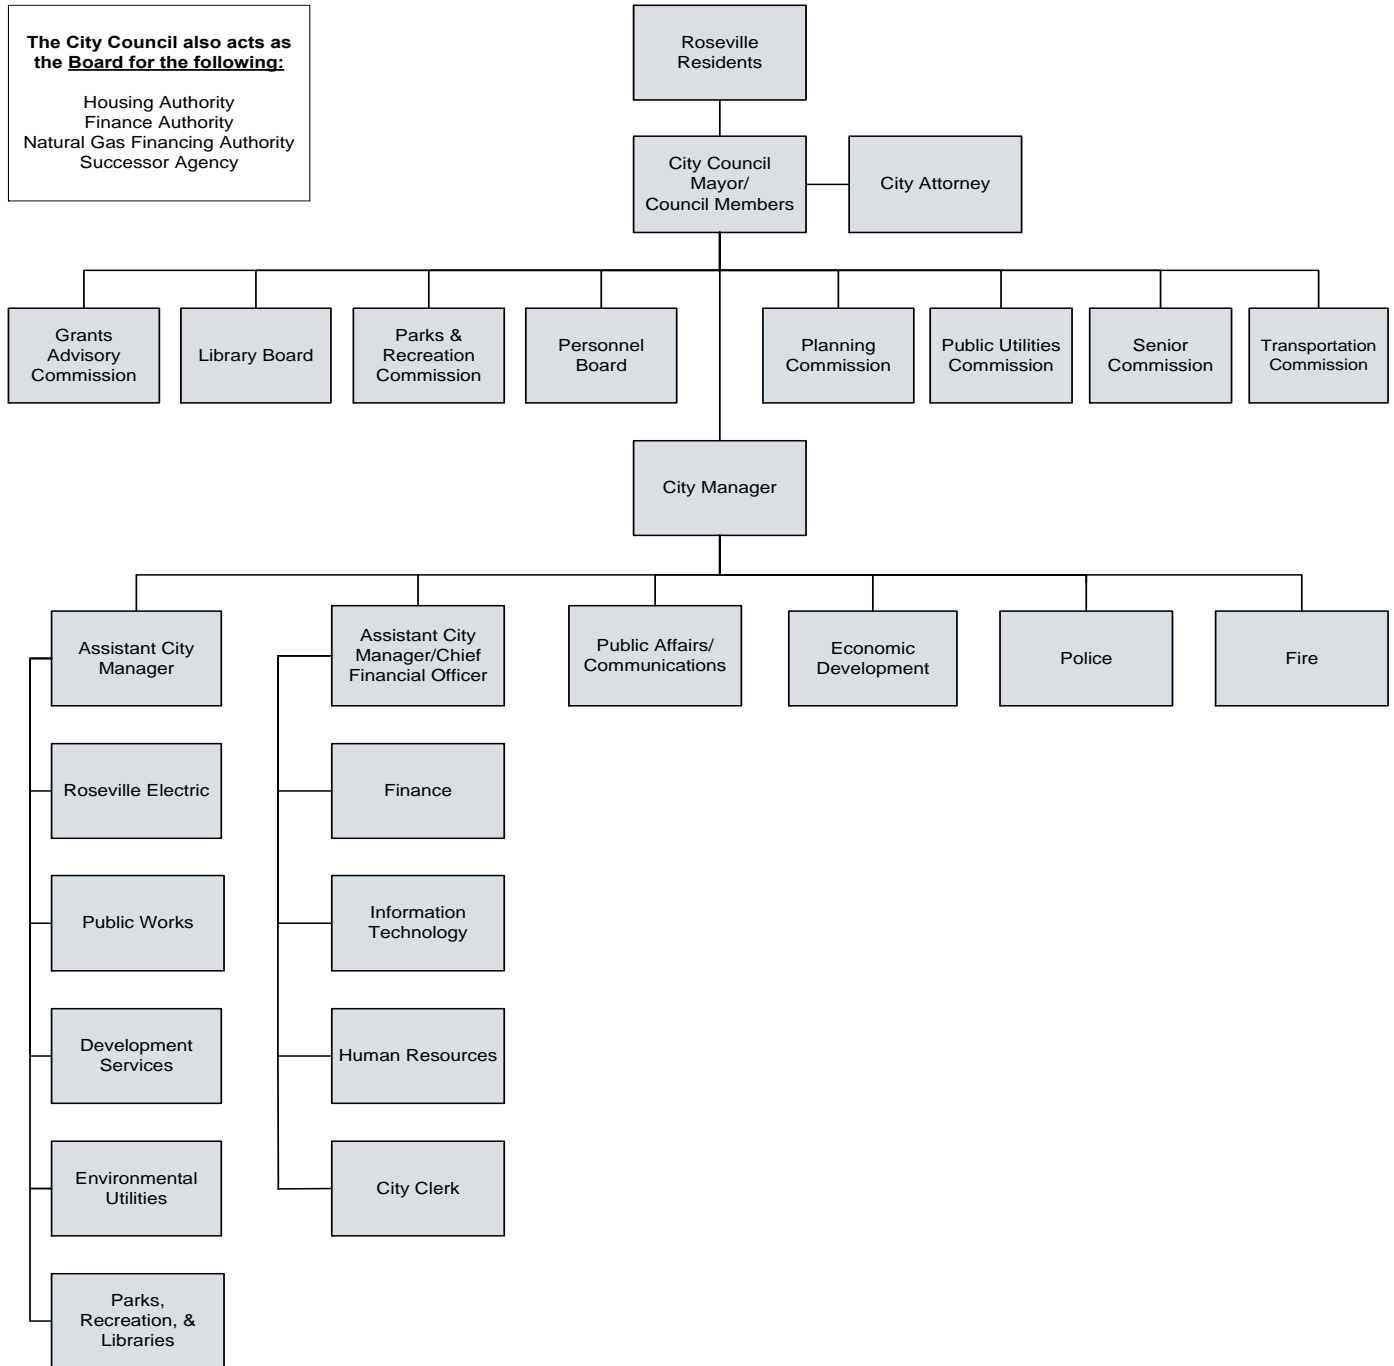 The City Council also acts as
the Board for the following:
Housing Authority
Finance Authority
Natural Gas Financing Authority
Successor Agency
Roseville
Residents
City Council
Mayor/
Council Members
City Attorney
Grants
Advisory
Commission
Library Board
Parks &
Recreation
Commission
Personnel
Board
Planning
Commission
Public Utilities
Commission
Senior
Commission
Transportation
Commission
City Manager
Assistant City
Manager
Assistant City
Manager/Chief
Financial Officer
Public Affairs/
Communications
Economic
Development
Police
Fire
Roseville Electric
Finance
Public Works
Information
Technology
Development
Services
Human Resources
Environmental
Utilities
City Clerk
Parks,
Recreation, &
Libraries